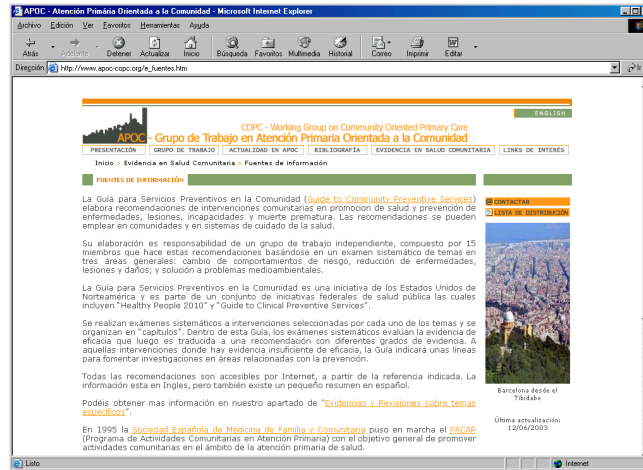 APOC - Atención Primária Orientada a la Comunidad - Microsoft Internet Explorer
Archivo Edición Ver Favoritos Herramientas Ayuda
Atrás Adelante Detener Actualizar Inicio Búsqueda Favoritos Multimedia Historial Correo Imprimir Editar
Dirección http://www.apoc-copc.org/e_fuentes.htm Ir
ENGLISH
COPC - Working Group on Community Oriented Primary Care
APOC - Grupo de Trabajo en Atención Primaria Orientada a la Comunidad
PRESENTACIÓN GRUPO DE TRABAJO ACTUALIDAD EN APOC BIBLIOGRAFÍA EVIDENCIA EN SALUD COMUNITARIA LINKS DE INTERÉS
Inicio > Evidencia en Salud Comunitaria > Fuentes de información
FUENTES DE INFORMACIÓN
La Guía para Servicios Preventivos en la Comunidad (Guide to Community Preventive Services)
elabora recomendaciones de intervenciones comunitarias en promocion de salud y prevención de
enfermedades, lesiones, incapacidades y muerte prematura. Las recomendaciones se pueden
emplear en comunidades y en sistemas de cuidado de la salud.
Su elaboración es responsabilidad de un grupo de trabajo independiente, compuesto por 15
miembros que hace estas recomendaciones basándose en un examen sistemático de temas en
tres áreas generales: cambio de comportamientos de riesgo, reducción de enfermedades,
lesiones y daños; y solución a problemas medioambientales.
La Guía para Servicios Preventivos en la Comunidad es una iniciativa de los Estados Unidos de
Norteamérica y es parte de un conjunto de iniciativas federales de salud pública las cuales
incluyen "Healthy People 2010" y "Guide to Clinical Preventive Services".
Se realizan exámenes sistemáticos a intervenciones seleccionadas por cada uno de los temas y se
organizan en "capítulos". Dentro de esta Guía, los exámenes sistemáticos evalúan la evidencia de
eficacia que luego es traducida a una recomendación con diferentes grados de evidencia. A
aquellas intervenciones donde hay evidencia insuficiente de eficacia, la Guía indicará unas líneas
para fomentar investigaciones en áreas relacionadas con la prevención.
Todas las recomendaciones son accesibles por Internet, a partir de la referencia indicada. La
información esta en Ingles, pero también existe un pequeño resumen en español.
Podéis obtener mas información en nuestro apartado de "Evidencias y Revisiones sobre temas
específicos".
En 1995 la Sociedad Española de Medicina de Familia y Comunitaria puso en marcha el PACAP
(Programa de Actividades Comunitarias en Atención Primaria) con el objetivo general de promover
actividades comunitarias en el ámbito de la atención primaria de salud.
@ CONTACTAR
LISTA DE DISTRIBUCIÓN
Barcelona desde el
Tibidabo
Última actualización:
12/06/2003
Listo Internet